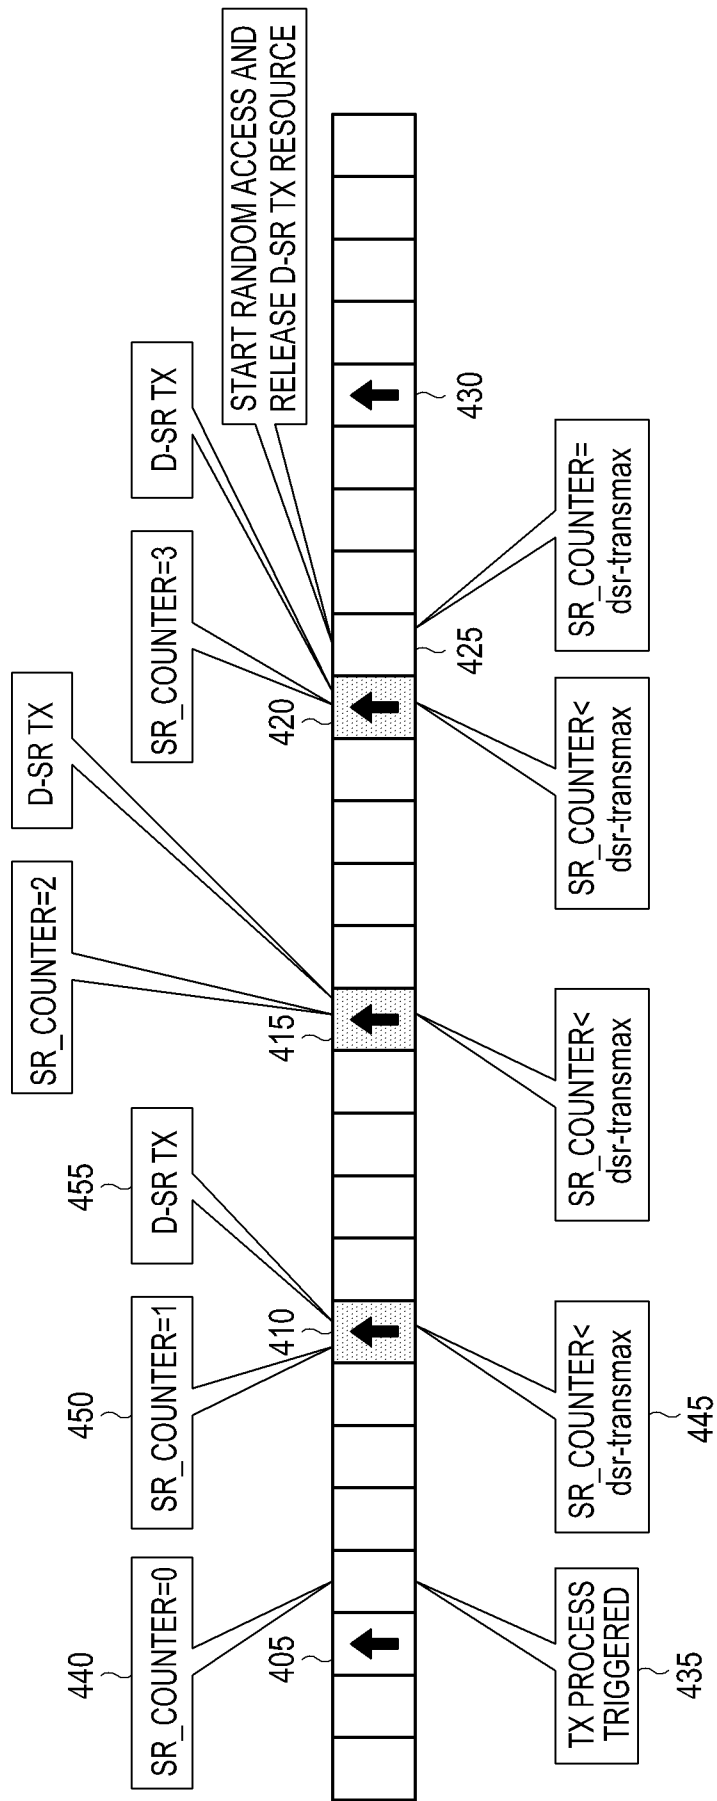 SR_COUNTER=2
D-SR TX
440
SR_COUNTER=0
450
SR_COUNTER=1
455
D-SR TX
SR_COUNTER=3
D-SR TX
START RANDOM ACCESS AND
RELEASE D-SR TX RESOURCE
405
410
415
420
425
430
TX PROCESS
TRIGGERED
435
SR_COUNTER<
dsr-transmax
445
SR_COUNTER<
dsr-transmax
SR_COUNTER<
dsr-transmax
SR_COUNTER=
dsr-transmax